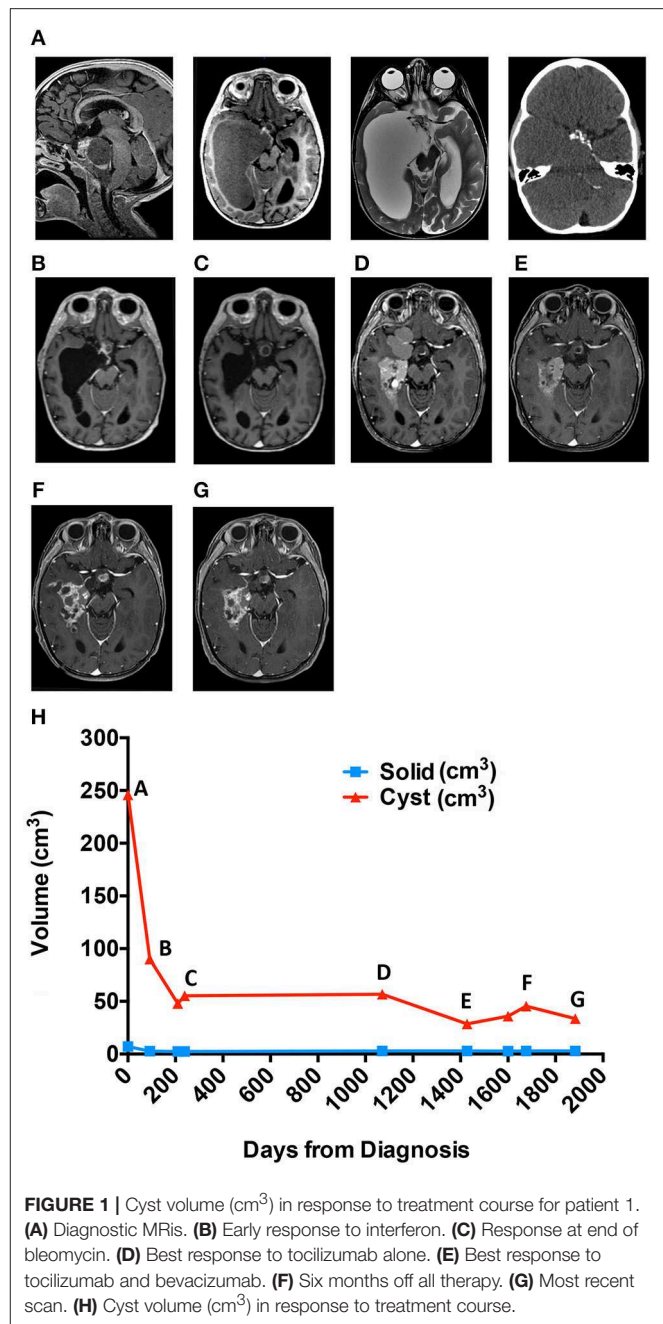 A
B
C
D
E
F
G
H
300
250
200
150
100
50
0
Volume (cm³)
Solid (cm³)
Cyst (cm³)
A
B
C
D
E
F
G
0
200
400
600
800
1000
1200
1400
1600
1800
2000
Days from Diagnosis
FIGURE 1 | Cyst volume (cm³) in response to treatment course for patient 1.
(A) Diagnostic MRis. (B) Early response to interferon. (C) Response at end of
bleomycin. (D) Best response to tocilizumab alone. (E) Best response to
tocilizumab and bevacizumab. (F) Six months off all therapy. (G) Most recent
scan. (H) Cyst volume (cm³) in response to treatment course.